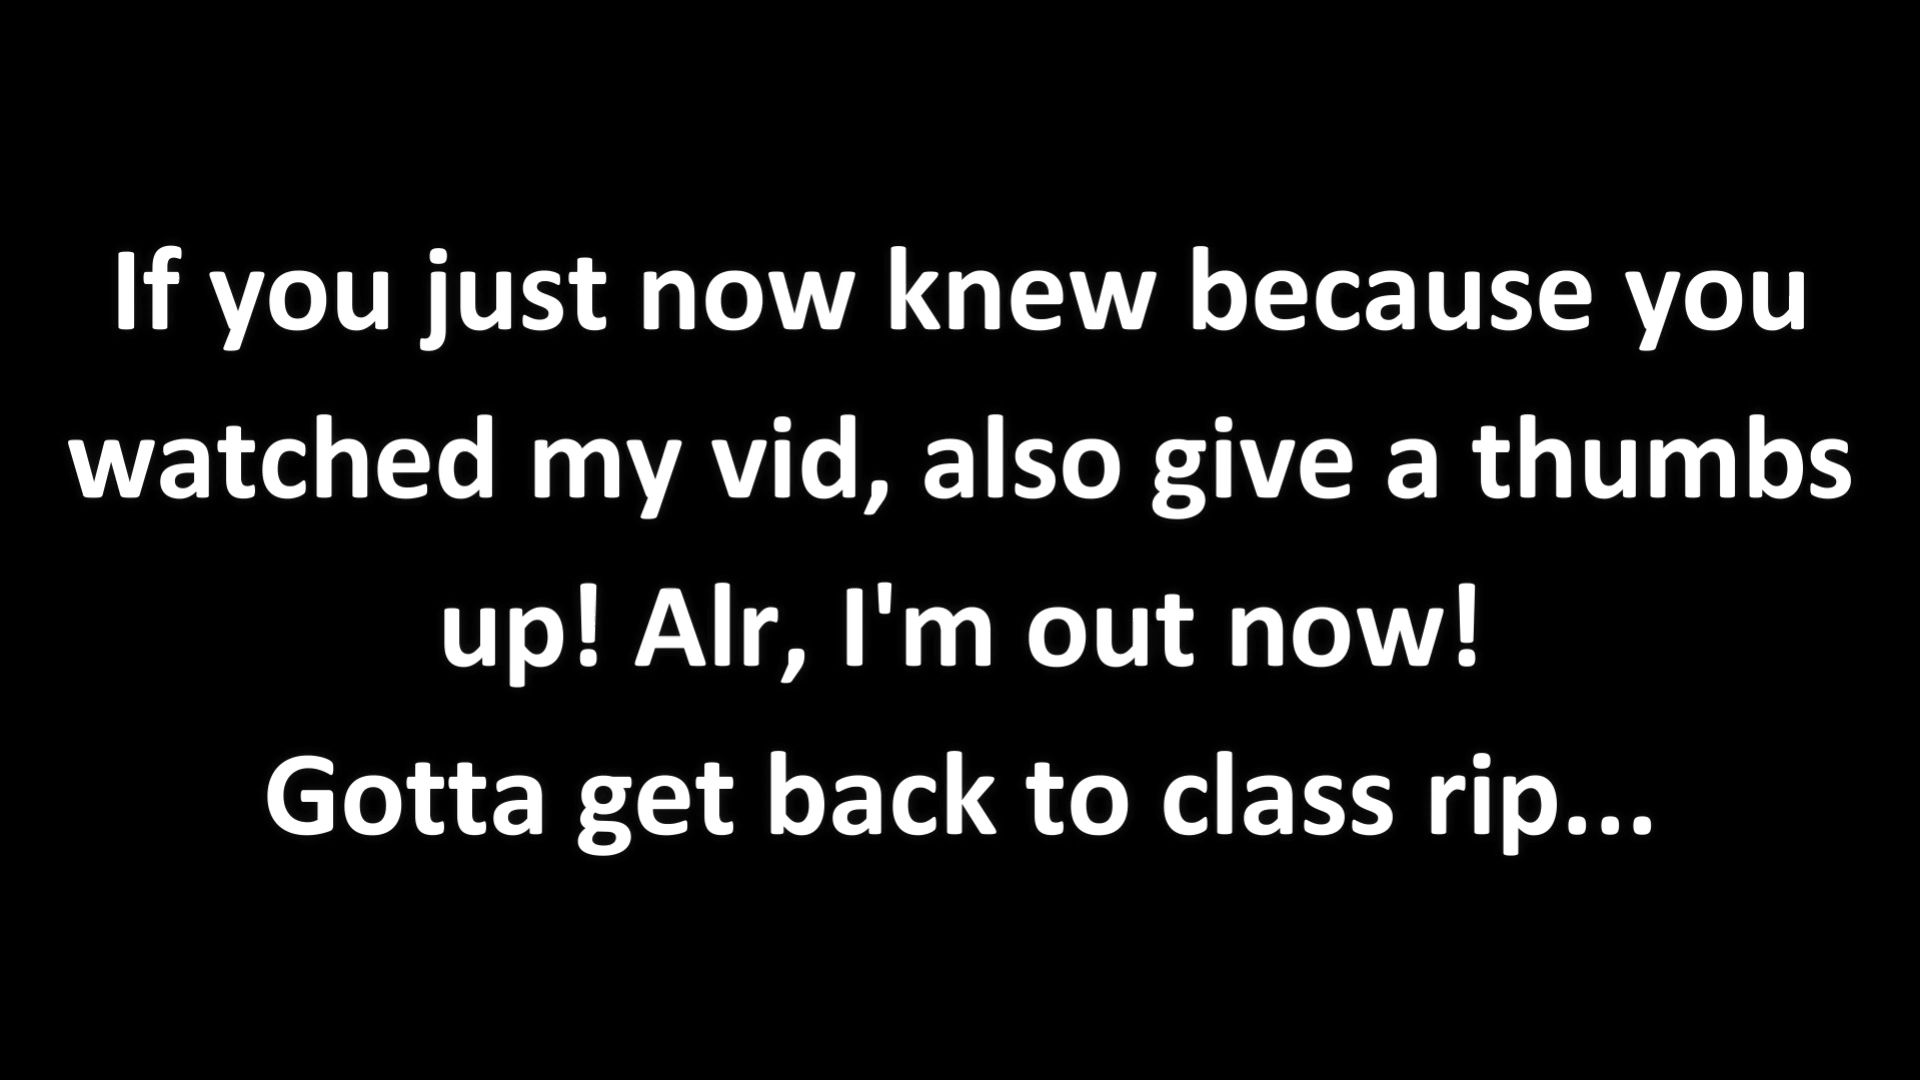 If you just now knew because you
watched my vid, also give a thumbs
up! Alr, I'm out now!
Gotta get back to class rip...